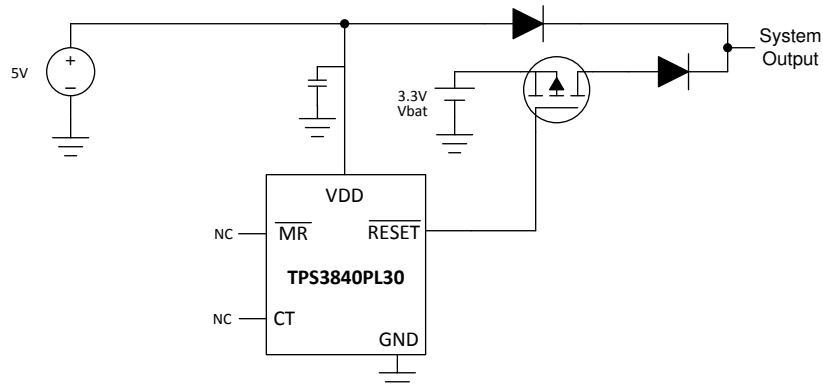 System
Output
5V
+
−
3.3V
Vbat
VDD
NC
MR
RESET
TPS3840PL30
NC
CT
GND